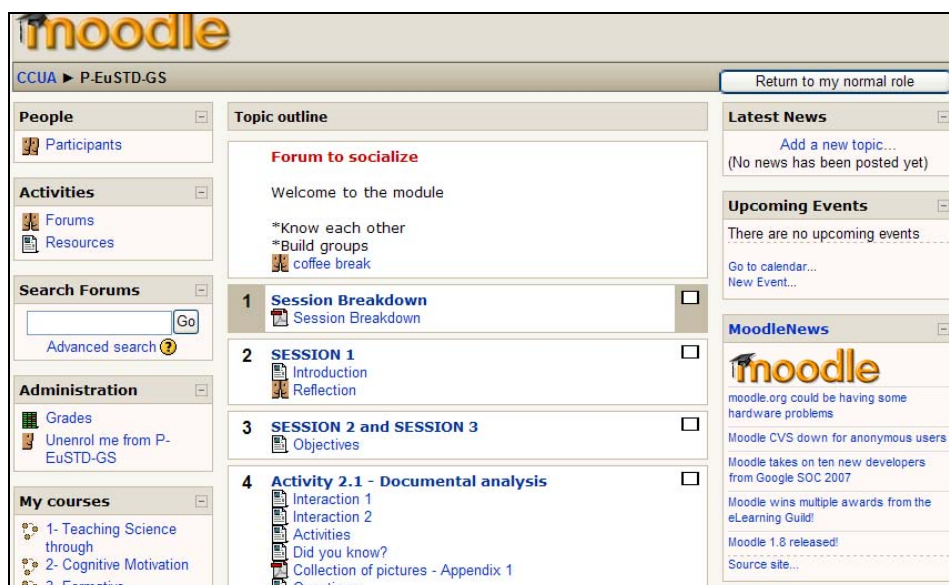 moodle
CCUA ► P-EuSTD-GS
Return to my normal role
People
Participants
Activities
Forums
Resources
Search Forums
Go
Advanced search ?
Administration
Grades
Unenrol me from P-
EuSTD-GS
My courses
1- Teaching Science
through
2- Cognitive Motivation
3- Formative
Topic outline
Forum to socialize
Welcome to the module
*Know each other
*Build groups
coffee break
1 Session Breakdown
Session Breakdown
2 SESSION 1
Introduction
Reflection
3 SESSION 2 and SESSION 3
Objectives
4 Activity 2.1 - Documental analysis
Interaction 1
Interaction 2
Activities
Did you know?
Collection of pictures - Appendix 1
Latest News
Add a new topic...
(No news has been posted yet)
Upcoming Events
There are no upcoming events
Go to calendar...
New Event...
MoodleNews
moodle
moodle.org could be having some
hardware problems
Moodle CVS down for anonymous users
Moodle takes on ten new developers
from Google SOC 2007
Moodle wins multiple awards from the
eLearning Guild!
Moodle 1.8 released!
Source site...